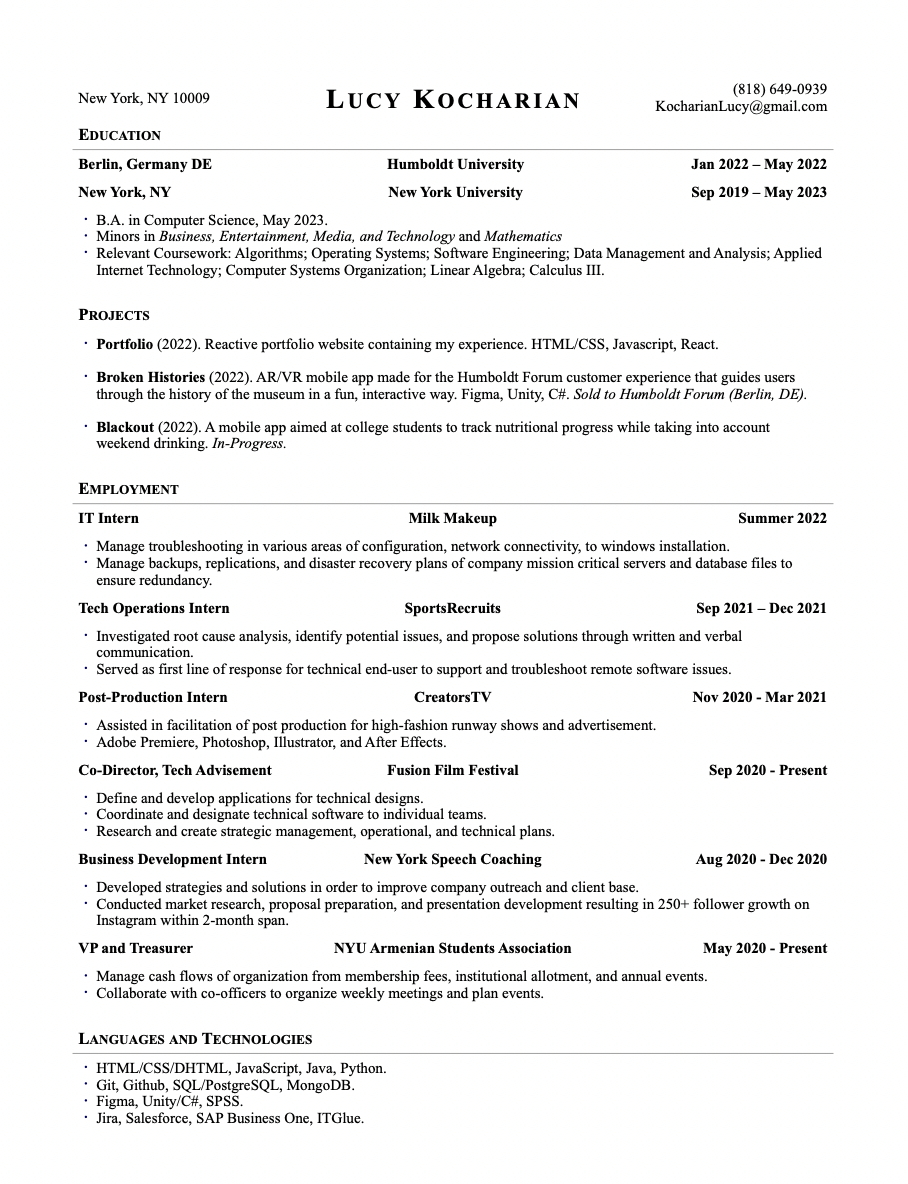 New York, NY 10009
LUCY KOCHARIAN
(818) 649-0939
KocharianLucy@gmail.com
EDUCATION
Berlin, Germany DE Humboldt University Jan 2022 – May 2022
New York, NY New York University Sep 2019 – May 2023
· B.A. in Computer Science, May 2023.
· Minors in Business, Entertainment, Media, and Technology and Mathematics
· Relevant Coursework: Algorithms; Operating Systems; Software Engineering; Data Management and Analysis; Applied
Internet Technology; Computer Systems Organization; Linear Algebra; Calculus III.
PROJECTS
· Portfolio (2022). Reactive portfolio website containing my experience. HTML/CSS, Javascript, React.
· Broken Histories (2022). AR/VR mobile app made for the Humboldt Forum customer experience that guides users
through the history of the museum in a fun, interactive way. Figma, Unity, C#. Sold to Humboldt Forum (Berlin, DE).
· Blackout (2022). A mobile app aimed at college students to track nutritional progress while taking into account
weekend drinking. In-Progress.
EMPLOYMENT
IT Intern Milk Makeup Summer 2022
· Manage troubleshooting in various areas of configuration, network connectivity, to windows installation.
· Manage backups, replications, and disaster recovery plans of company mission critical servers and database files to
ensure redundancy.
Tech Operations Intern SportsRecruits Sep 2021 – Dec 2021
· Investigated root cause analysis, identify potential issues, and propose solutions through written and verbal
communication.
· Served as first line of response for technical end-user to support and troubleshoot remote software issues.
Post-Production Intern CreatorsTV Nov 2020 - Mar 2021
· Assisted in facilitation of post production for high-fashion runway shows and advertisement.
· Adobe Premiere, Photoshop, Illustrator, and After Effects.
Co-Director, Tech Advisement Fusion Film Festival Sep 2020 - Present
· Define and develop applications for technical designs.
· Coordinate and designate technical software to individual teams.
· Research and create strategic management, operational, and technical plans.
Business Development Intern New York Speech Coaching Aug 2020 - Dec 2020
· Developed strategies and solutions in order to improve company outreach and client base.
· Conducted market research, proposal preparation, and presentation development resulting in 250+ follower growth on
Instagram within 2-month span.
VP and Treasurer NYU Armenian Students Association May 2020 - Present
· Manage cash flows of organization from membership fees, institutional allotment, and annual events.
· Collaborate with co-officers to organize weekly meetings and plan events.
LANGUAGES AND TECHNOLOGIES
· HTML/CSS/DHTML, JavaScript, Java, Python.
· Git, Github, SQL/PostgreSQL, MongoDB.
· Figma, Unity/C#, SPSS.
· Jira, Salesforce, SAP Business One, ITGlue.